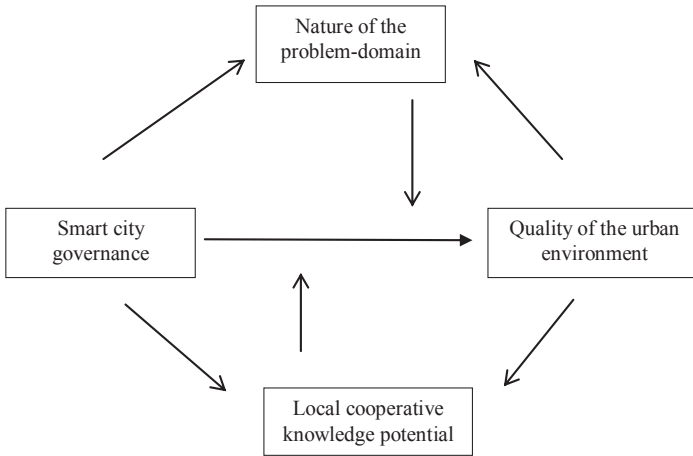 Nature of the
problem-domain
Smart city
governance
Quality of the urban
environment
Local cooperative
knowledge potential